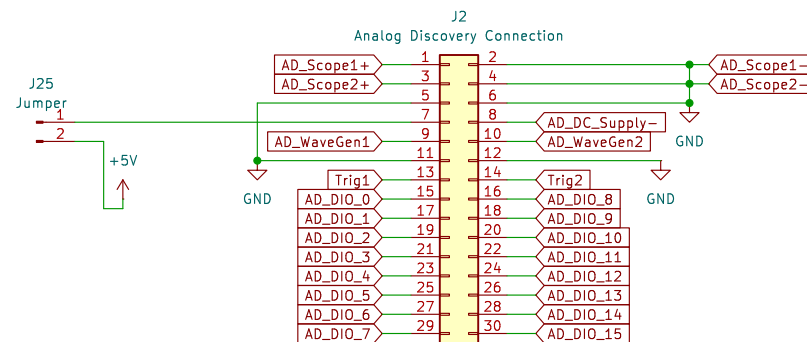 J2
Analog Discovery Connection
J25
Jumper
1
2
+5V
AD_Scope1+ 1 2 AD_Scope1-
AD_Scope2+ 3 4 AD_Scope2-
5 6
7 8 AD_DC_Supply-
GND
AD_WaveGen1 9 10 AD_WaveGen2
11 12
GND
GND
Trig1 13 14 Trig2
AD_DIO_0 15 16 AD_DIO_8
AD_DIO_1 17 18 AD_DIO_9
AD_DIO_2 19 20 AD_DIO_10
AD_DIO_3 21 22 AD_DIO_11
AD_DIO_4 23 24 AD_DIO_12
AD_DIO_5 25 26 AD_DIO_13
AD_DIO_6 27 28 AD_DIO_14
AD_DIO_7 29 30 AD_DIO_15